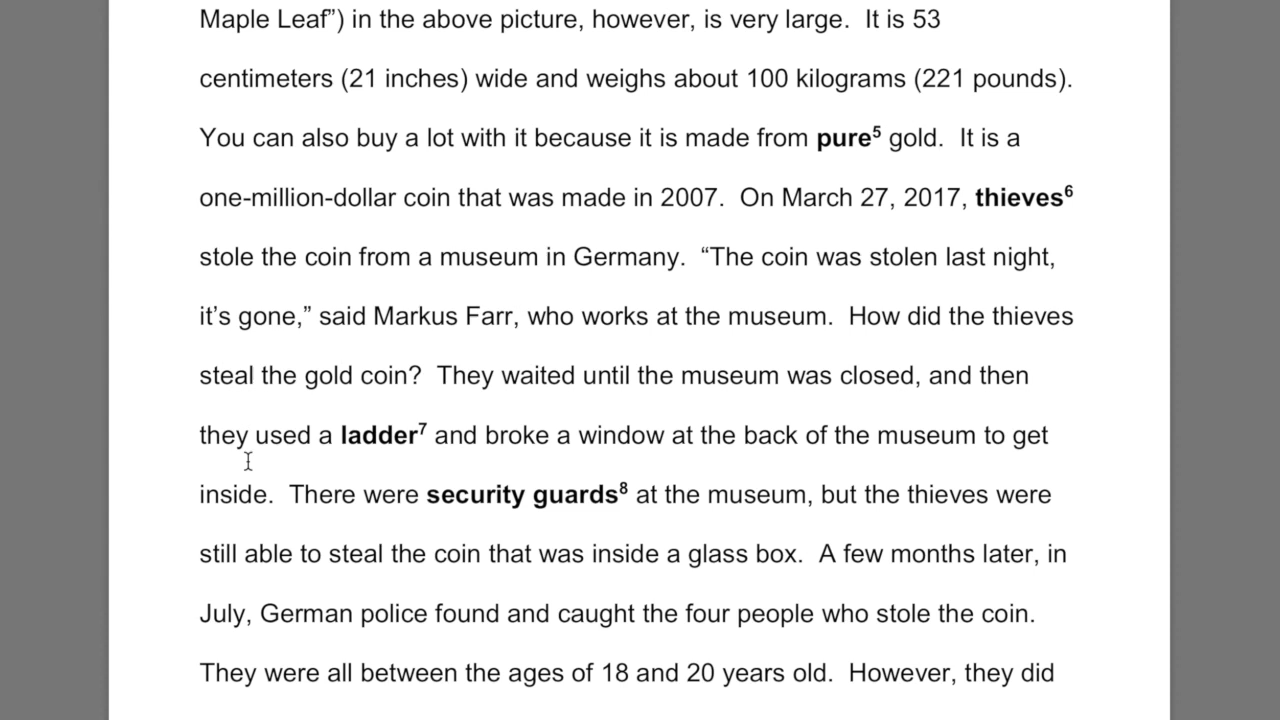 Maple Leaf”) in the above picture, however, is very large.  It is 53
centimeters (21 inches) wide and weighs about 100 kilograms (221 pounds).
You can also buy a lot with it because it is made from pure⁵ gold.  It is a
one-million-dollar coin that was made in 2007.  On March 27, 2017, thieves⁶
stole the coin from a museum in Germany.  “The coin was stolen last night,
it’s gone,” said Markus Farr, who works at the museum.  How did the thieves
steal the gold coin?  They waited until the museum was closed, and then
they used a ladder⁷ and broke a window at the back of the museum to get
inside.  There were security guards⁸ at the museum, but the thieves were
still able to steal the coin that was inside a glass box.  A few months later, in
July, German police found and caught the four people who stole the coin.
They were all between the ages of 18 and 20 years old.  However, they did